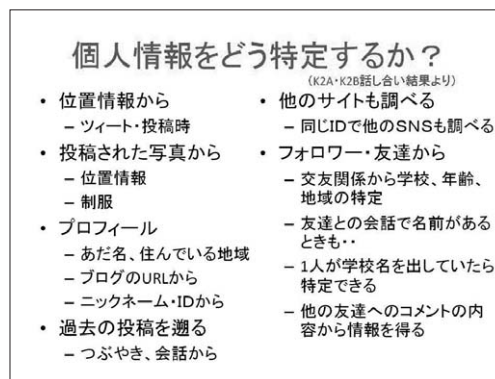 個人情報をどう特定するか？
（K2A・K2B話し合い結果より）
• 位置情報から
– ツィート・投稿時
• 投稿された写真から
– 位置情報
– 制服
• プロフィール
– あだ名、住んでいる地域
– ブログのURLから
– ニックネーム・IDから
• 過去の投稿を遡る
– つぶやき、会話から
• 他のサイトも調べる
– 同じIDで他のSNSも調べる
• フォロワー・友達から
– 交友関係から学校、年齢、
地域の特定
– 友達との会話で名前がある
ときも・・
– 1人が学校名を出していたら
特定できる
– 他の友達へのコメントの内
容から情報を得る